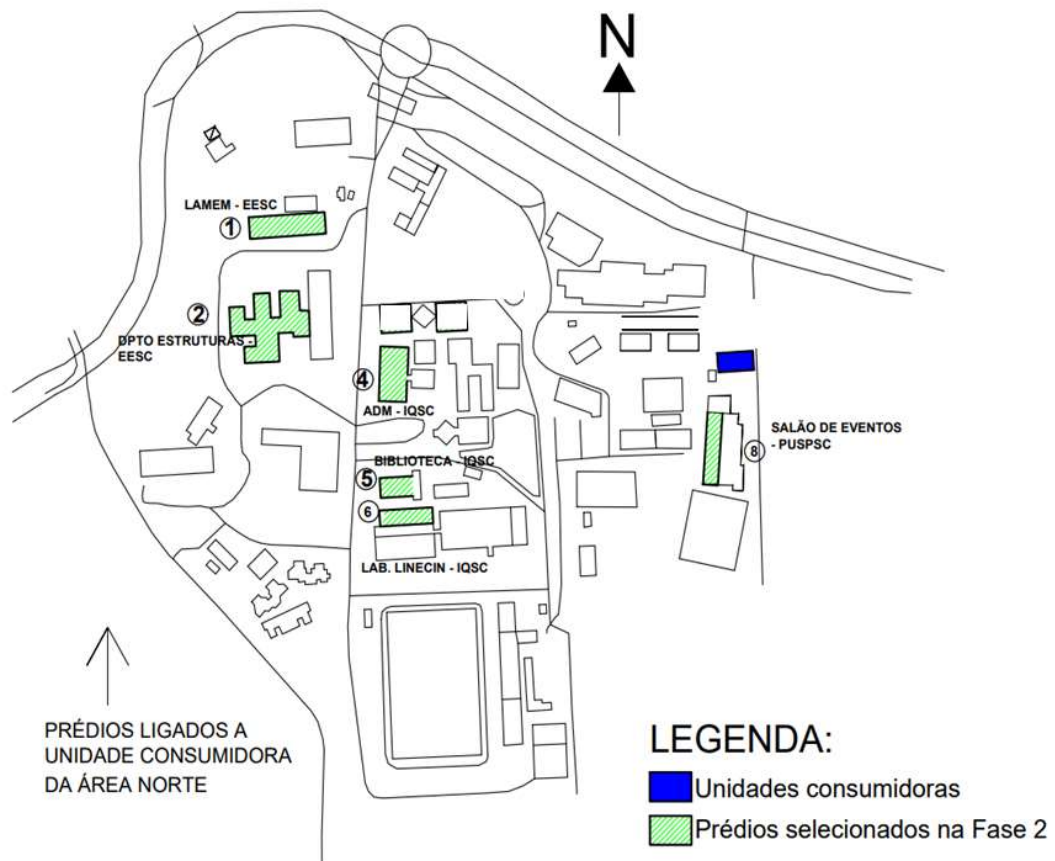 N
LAMEM - EESC
1
2
DPTO ESTRUTURAS -
EESC
4
ADM - IQSC
SALÃO DE EVENTOS
- PUSPSC
8
BIBLIOTECA - IQSC
5
6
LAB. LINECIN - IQSC
PRÉDIOS LIGADOS A
UNIDADE CONSUMIDORA
DA ÁREA NORTE
LEGENDA:
Unidades consumidoras
Prédios selecionados na Fase 2